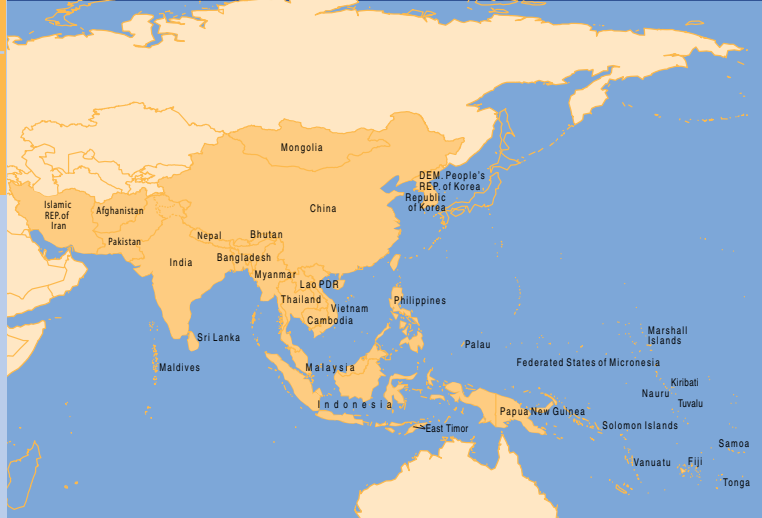 Mongolia
DEM. People's
REP. of Korea
Republic
of Korea
Islamic
REP.of
Iran
Afghanistan
China
Pakistan
Nepal
Bhutan
India
Bangladesh
Myanmar
Lao PDR
Thailand
Vietnam
Cambodia
Philippines
Sri Lanka
Maldives
Malaysia
Palau
Marshall
Islands
Federated States of Micronesia
Kiribati
Nauru
Tuvalu
Indonesia
Papua New Guinea
East Timor
Solomon Islands
Samoa
Vanuatu
Fiji
Tonga